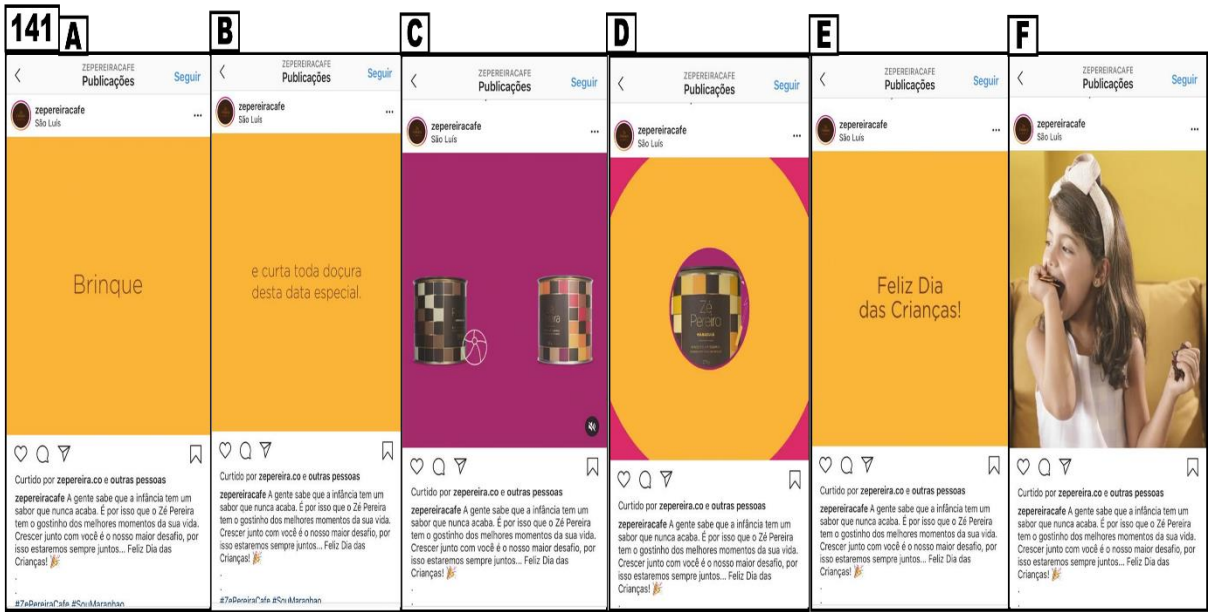 141 A
ZEPEREIRACAFE
Publicações
Seguir
zepereiracafe
São Luís
Brinque
Curtido por zepereira.co e outras pessoas
zepereiracafe A gente sabe que a infância tem um
sabor que nunca acaba. É por isso que o Zé Pereira
tem o gostinho dos melhores momentos da sua vida.
Crescer junto com você é o nosso maior desafio, por
isso estaremos sempre juntos... Feliz Dia das
Crianças! 🎉
.
#ZePereiraCafe #SouMaranhao
B
ZEPEREIRACAFE
Publicações
Seguir
zepereiracafe
São Luís
e curta toda doçura
desta data especial.
Curtido por zepereira.co e outras pessoas
zepereiracafe A gente sabe que a infância tem um
sabor que nunca acaba. É por isso que o Zé Pereira
tem o gostinho dos melhores momentos da sua vida.
Crescer junto com você é o nosso maior desafio, por
isso estaremos sempre juntos... Feliz Dia das
Crianças! 🎉
.
#ZePereiraCafe #SouMaranhao
C
ZEPEREIRACAFE
Publicações
Seguir
zepereiracafe
São Luís
Curtido por zepereira.co e outras pessoas
zepereiracafe A gente sabe que a infância tem um
sabor que nunca acaba. É por isso que o Zé Pereira
tem o gostinho dos melhores momentos da sua vida.
Crescer junto com você é o nosso maior desafio, por
isso estaremos sempre juntos... Feliz Dia das
Crianças! 🎉
.
D
ZEPEREIRACAFE
Publicações
Seguir
zepereiracafe
São Luís
Zé
Pereira
Curtido por zepereira.co e outras pessoas
zepereiracafe A gente sabe que a infância tem um
sabor que nunca acaba. É por isso que o Zé Pereira
tem o gostinho dos melhores momentos da sua vida.
Crescer junto com você é o nosso maior desafio, por
isso estaremos sempre juntos... Feliz Dia das
Crianças! 🎉
.
E
ZEPEREIRACAFE
Publicações
Seguir
zepereiracafe
São Luís
Feliz Dia
das Crianças!
Curtido por zepereira.co e outras pessoas
zepereiracafe A gente sabe que a infância tem um
sabor que nunca acaba. É por isso que o Zé Pereira
tem o gostinho dos melhores momentos da sua vida.
Crescer junto com você é o nosso maior desafio, por
isso estaremos sempre juntos... Feliz Dia das
Crianças! 🎉
.
F
ZEPEREIRACAFE
Publicações
Seguir
zepereiracafe
São Luís
Curtido por zepereira.co e outras pessoas
zepereiracafe A gente sabe que a infância tem um
sabor que nunca acaba. É por isso que o Zé Pereira
tem o gostinho dos melhores momentos da sua vida.
Crescer junto com você é o nosso maior desafio, por
isso estaremos sempre juntos... Feliz Dia das
Crianças! 🎉
.